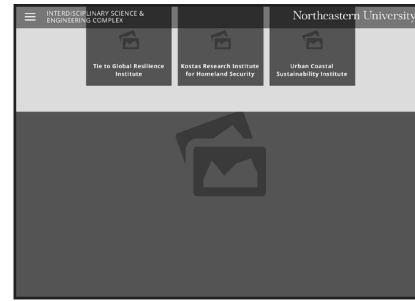 INTERDISCIPLINARY SCIENCE &
ENGINEERING COMPLEX
Northeastern University
Tie to Global Resilience
Institute
Kostas Research Institute
for Homeland Security
Urban Coastal
Sustainability Institute